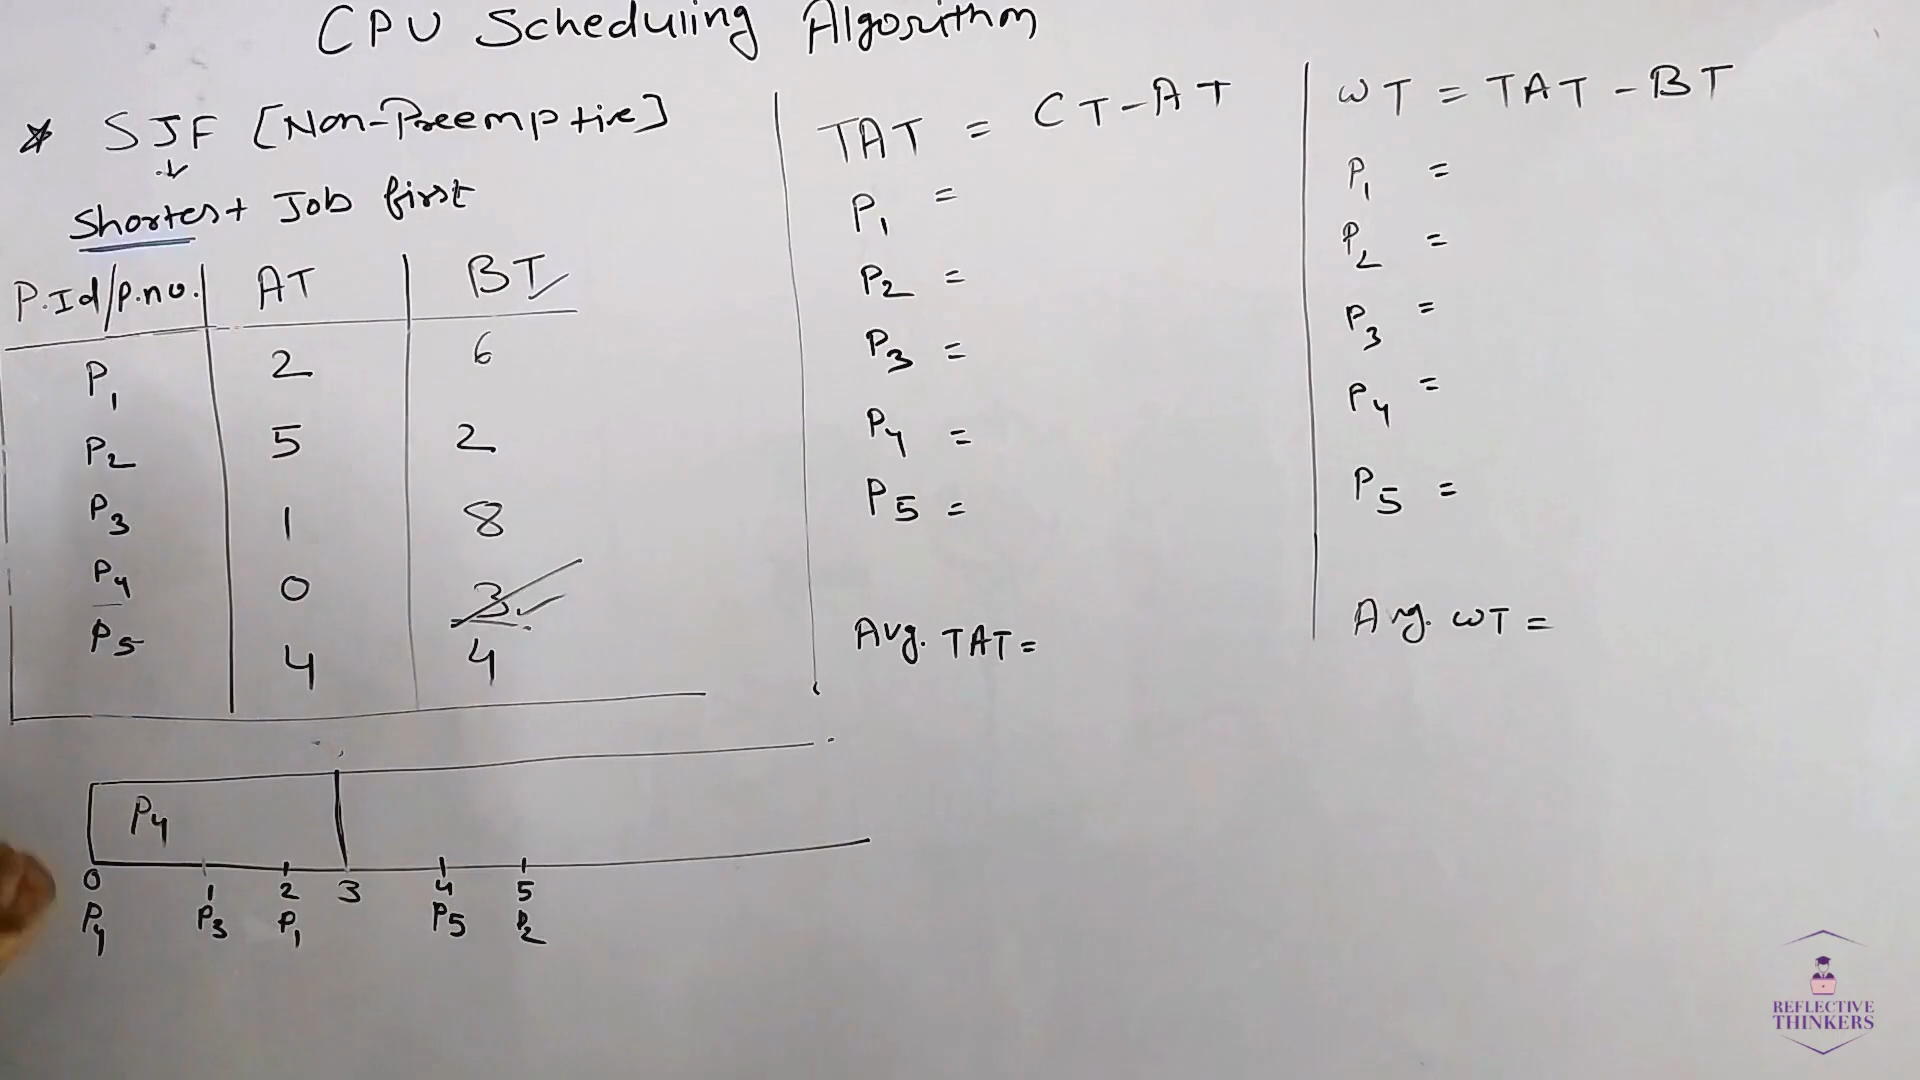 CPU Scheduling Algorithm
* SJF [Non-Preemptive]
↓
Shortest Job first
P.Id/P.no. AT BT
P1 2 6
P2 5 2
P3 1 8
P4 0 3
P5 4 4
TAT = CT-AT
P1 =
P2 =
P3 =
P4 =
P5 =
Avg. TAT =
WT = TAT - BT
P1 =
P2 =
P3 =
P4 =
P5 =
Avg. WT =
P4
0 1 2 3 4 5
P4 P3 P1 P5 P2
REFLECTIVE
THINKERS